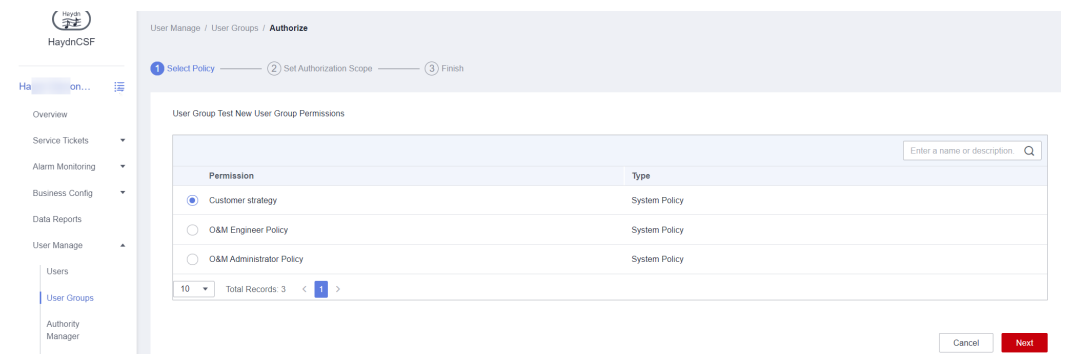 Haydn
HaydnCSF
User Manage / User Groups / Authorize
1 Select Policy 2 Set Authorization Scope 3 Finish
Ha on...
Overview
Service Tickets
Alarm Monitoring
Business Config
Data Reports
User Manage
Users
User Groups
Authority
Manager
User Group Test New User Group Permissions
Enter a name or description.
Permission Type
Customer strategy System Policy
O&M Engineer Policy System Policy
O&M Administrator Policy System Policy
10 Total Records: 3 < 1 >
Cancel Next